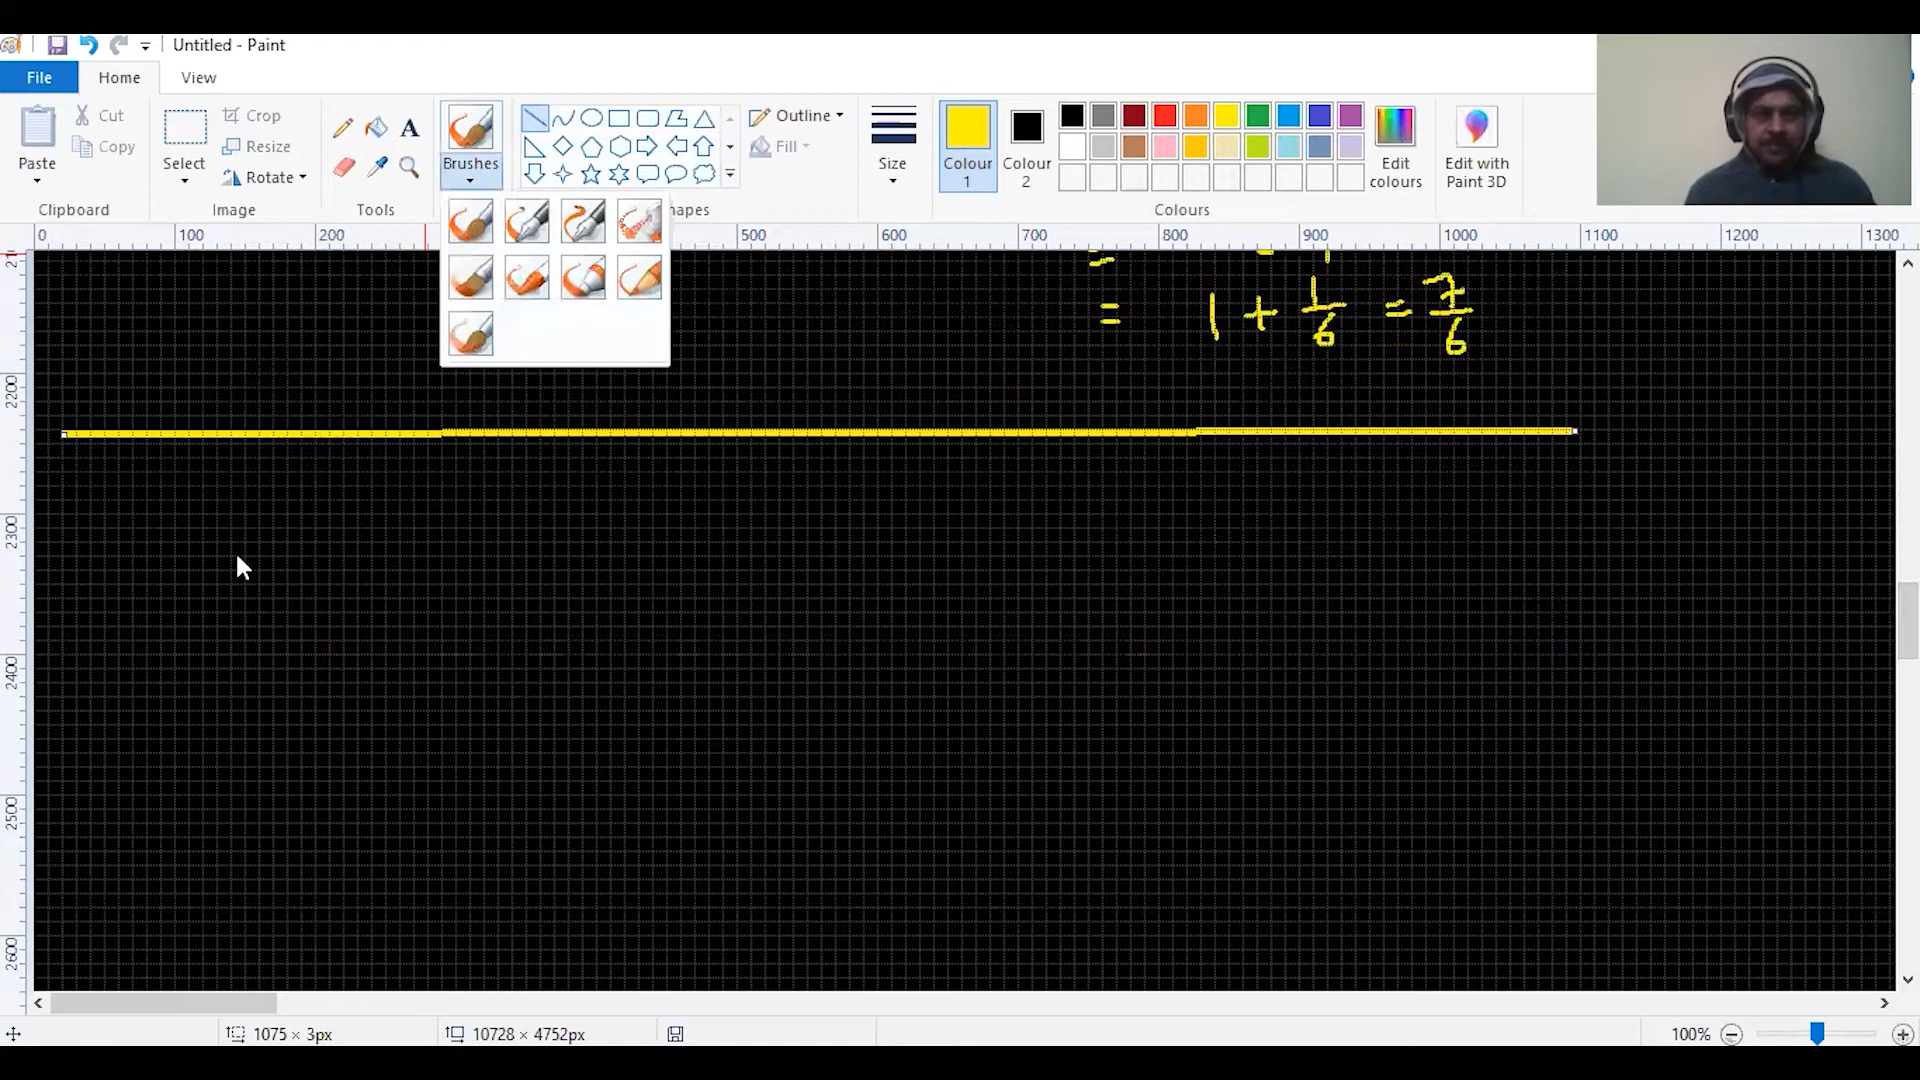 Untitled - Paint
File Home View
Paste
Cut
Copy
Clipboard
Select
Crop
Resize
Rotate
Image
Tools
Brushes
Outline
Fill
hapes
Size
Colour 1
Colour 2
Edit colours
Edit with Paint 3D
Colours
0 100 200 500 600 700 800 900 1000 1100 1200 1300
= 1 + 1/6 = 7/6
2200
2300
2400
2500
2600
1075 × 3px 10728 × 4752px 100%